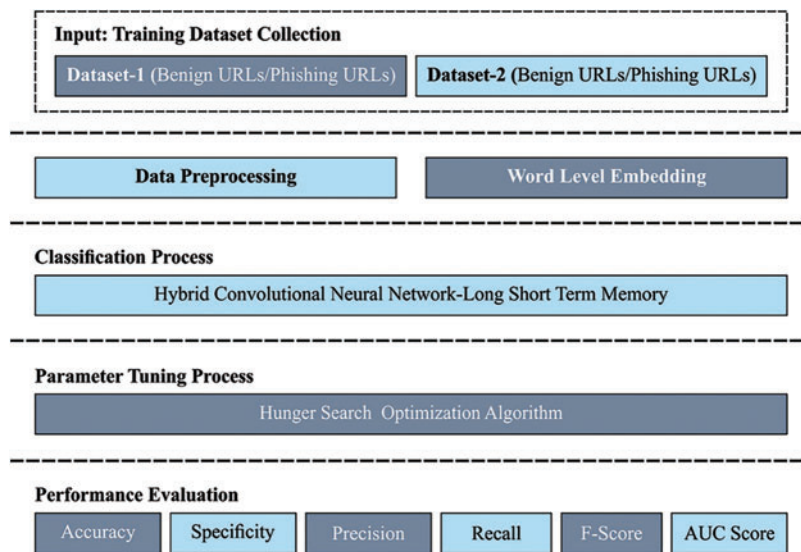 Input: Training Dataset Collection
Dataset-1 (Benign URLs/Phishing URLs)
Dataset-2 (Benign URLs/Phishing URLs)
Data Preprocessing
Word Level Embedding
Classification Process
Hybrid Convolutional Neural Network-Long Short Term Memory
Parameter Tuning Process
Hunger Search Optimization Algorithm
Performance Evaluation
Accuracy
Specificity
Precision
Recall
F-Score
AUC Score